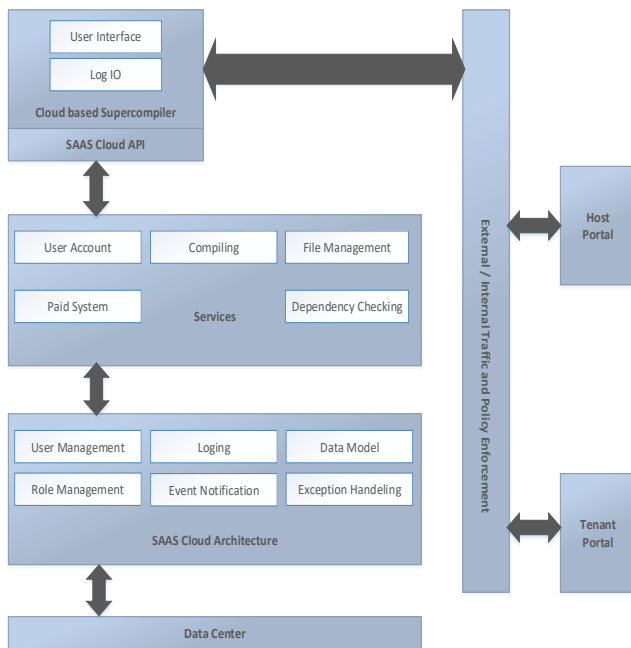 User Interface
Log IO
Cloud based Supercompiler
SAAS Cloud API
User Account
Compiling
File Management
Paid System
Services
Dependency Checking
User Management
Loging
Data Model
Role Management
Event Notification
Exception Handeling
SAAS Cloud Architecture
Data Center
External / Internal Traffic and Policy Enforcement
Host
Portal
Tenant
Portal